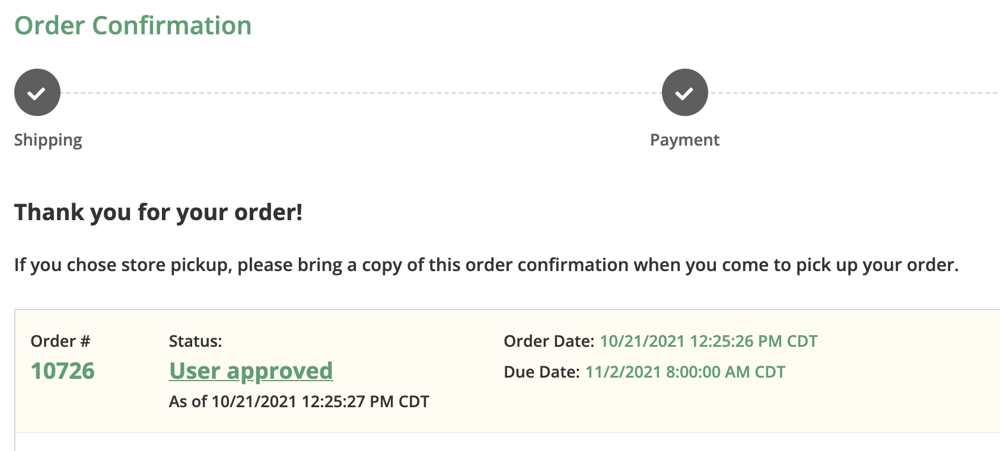 Order Confirmation
Shipping
Payment
Thank you for your order!
If you chose store pickup, please bring a copy of this order confirmation when you come to pick up your order.
Order #
10726
Status:
User approved
As of 10/21/2021 12:25:27 PM CDT
Order Date: 10/21/2021 12:25:26 PM CDT
Due Date: 11/2/2021 8:00:00 AM CDT